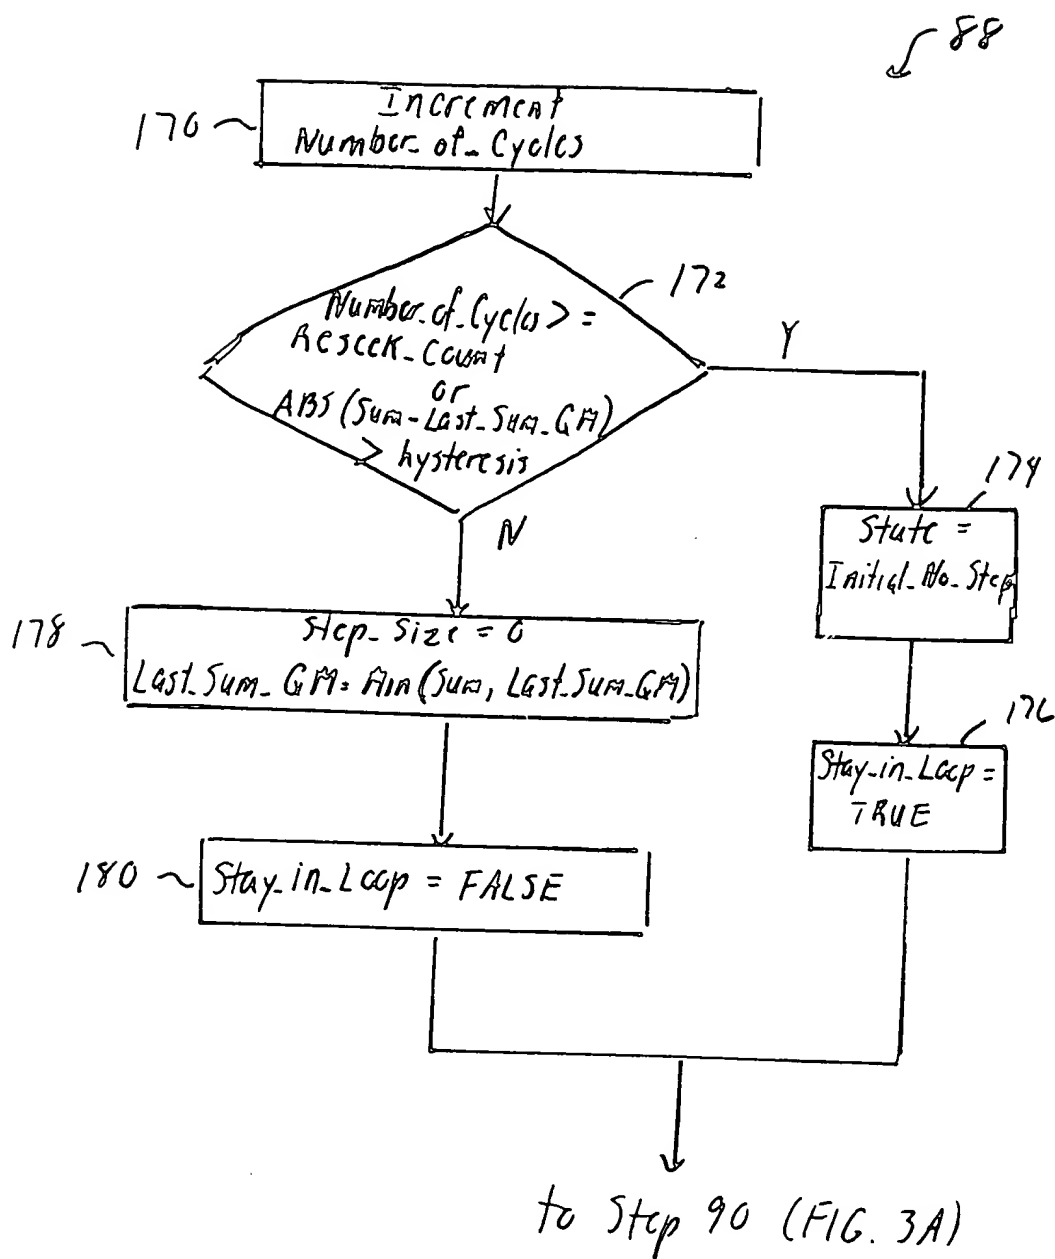 88
170
Increment
Number_of_Cycles
172
Number_of_Cycles >=
Reseek_Count
or
ABS (Sum-Last_Sum_GM)
> hysteresis
Y
N
174
State =
Initial_No_Step
178
Step_Size = 0
Last_Sum_GM = Min (Sum, Last_Sum_GM)
176
Stay_in_Loop =
TRUE
180
Stay_in_Loop = FALSE
to Step 90 (FIG. 3A)